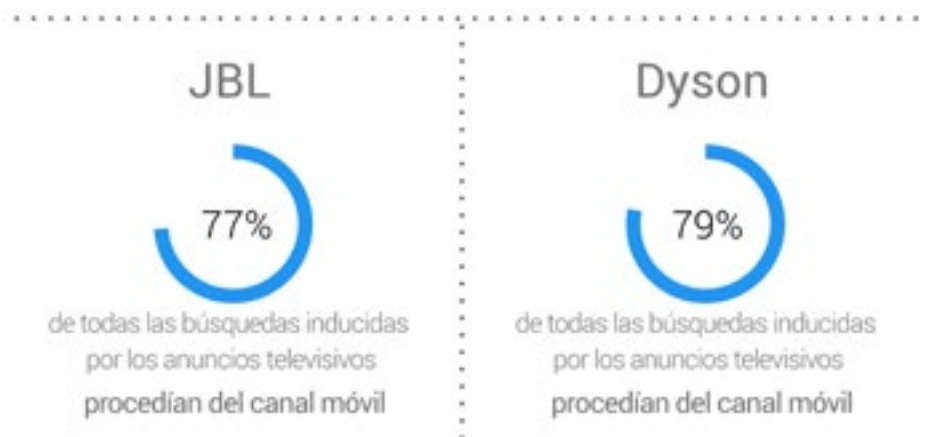 JBL
77%
de todas las búsquedas inducidas
por los anuncios televisivos
procedían del canal móvil
Dyson
79%
de todas las búsquedas inducidas
por los anuncios televisivos
procedían del canal móvil